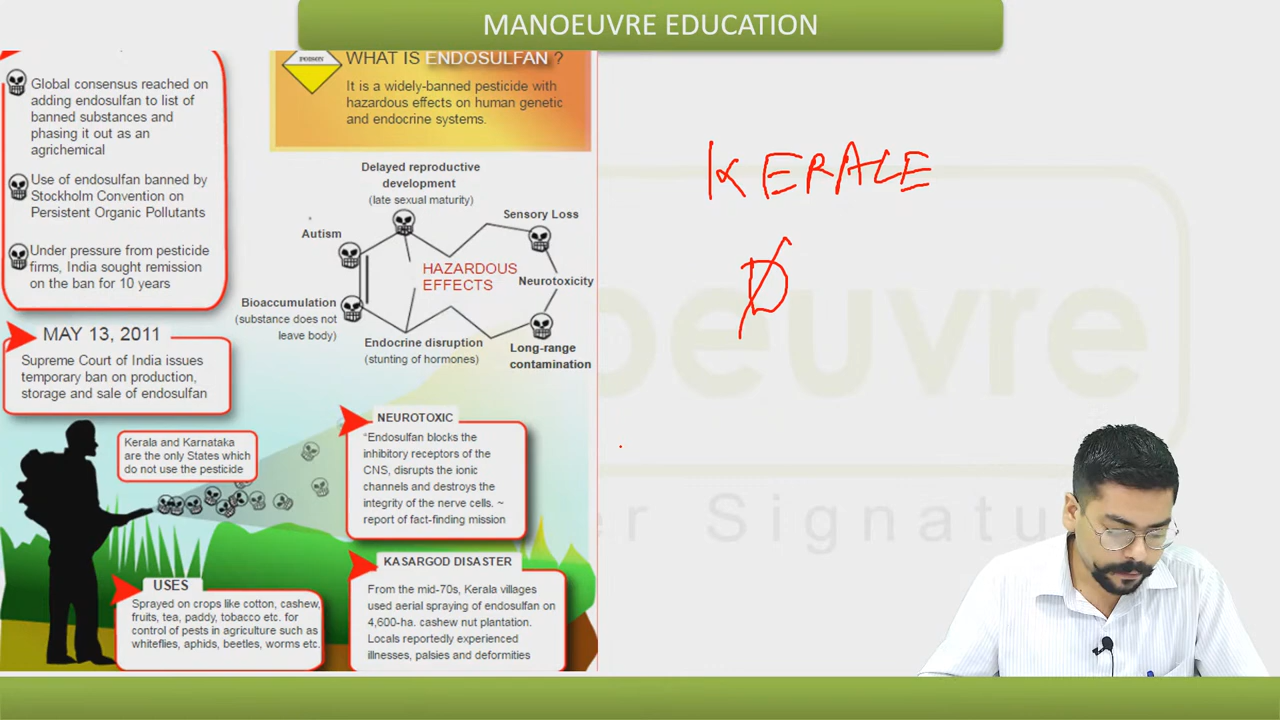 MANOEUVRE EDUCATION
Global consensus reached on
adding endosulfan to list of
banned substances and
phasing it out as an
agrichemical
Use of endosulfan banned by
Stockholm Convention on
Persistent Organic Pollutants
Under pressure from pesticide
firms, India sought remission
on the ban for 10 years
MAY 13, 2011
Supreme Court of India issues
temporary ban on production,
storage and sale of endosulfan
Kerala and Karnataka
are the only States which
do not use the pesticide
USES
Sprayed on crops like cotton, cashew,
fruits, tea, paddy, tobacco etc. for
control of pests in agriculture such as
whiteflies, aphids, beetles, worms etc.
POISON
WHAT IS ENDOSULFAN ?
It is a widely-banned pesticide with
hazardous effects on human genetic
and endocrine systems.
Delayed reproductive
development
(late sexual maturity)
Sensory Loss
Autism
HAZARDOUS
EFFECTS
Neurotoxicity
Bioaccumulation
(substance does not
leave body)
Endocrine disruption
(stunting of hormones)
Long-range
contamination
NEUROTOXIC
"Endosulfan blocks the
inhibitory receptors of the
CNS, disrupts the ionic
channels and destroys the
integrity of the nerve cells. ~
report of fact-finding mission
KASARGOD DISASTER
From the mid-70s, Kerala villages
used aerial spraying of endosulfan on
4,600-ha. cashew nut plantation.
Locals reportedly experienced
illnesses, palsies and deformities
KERALE
oeuvre
er Signatu